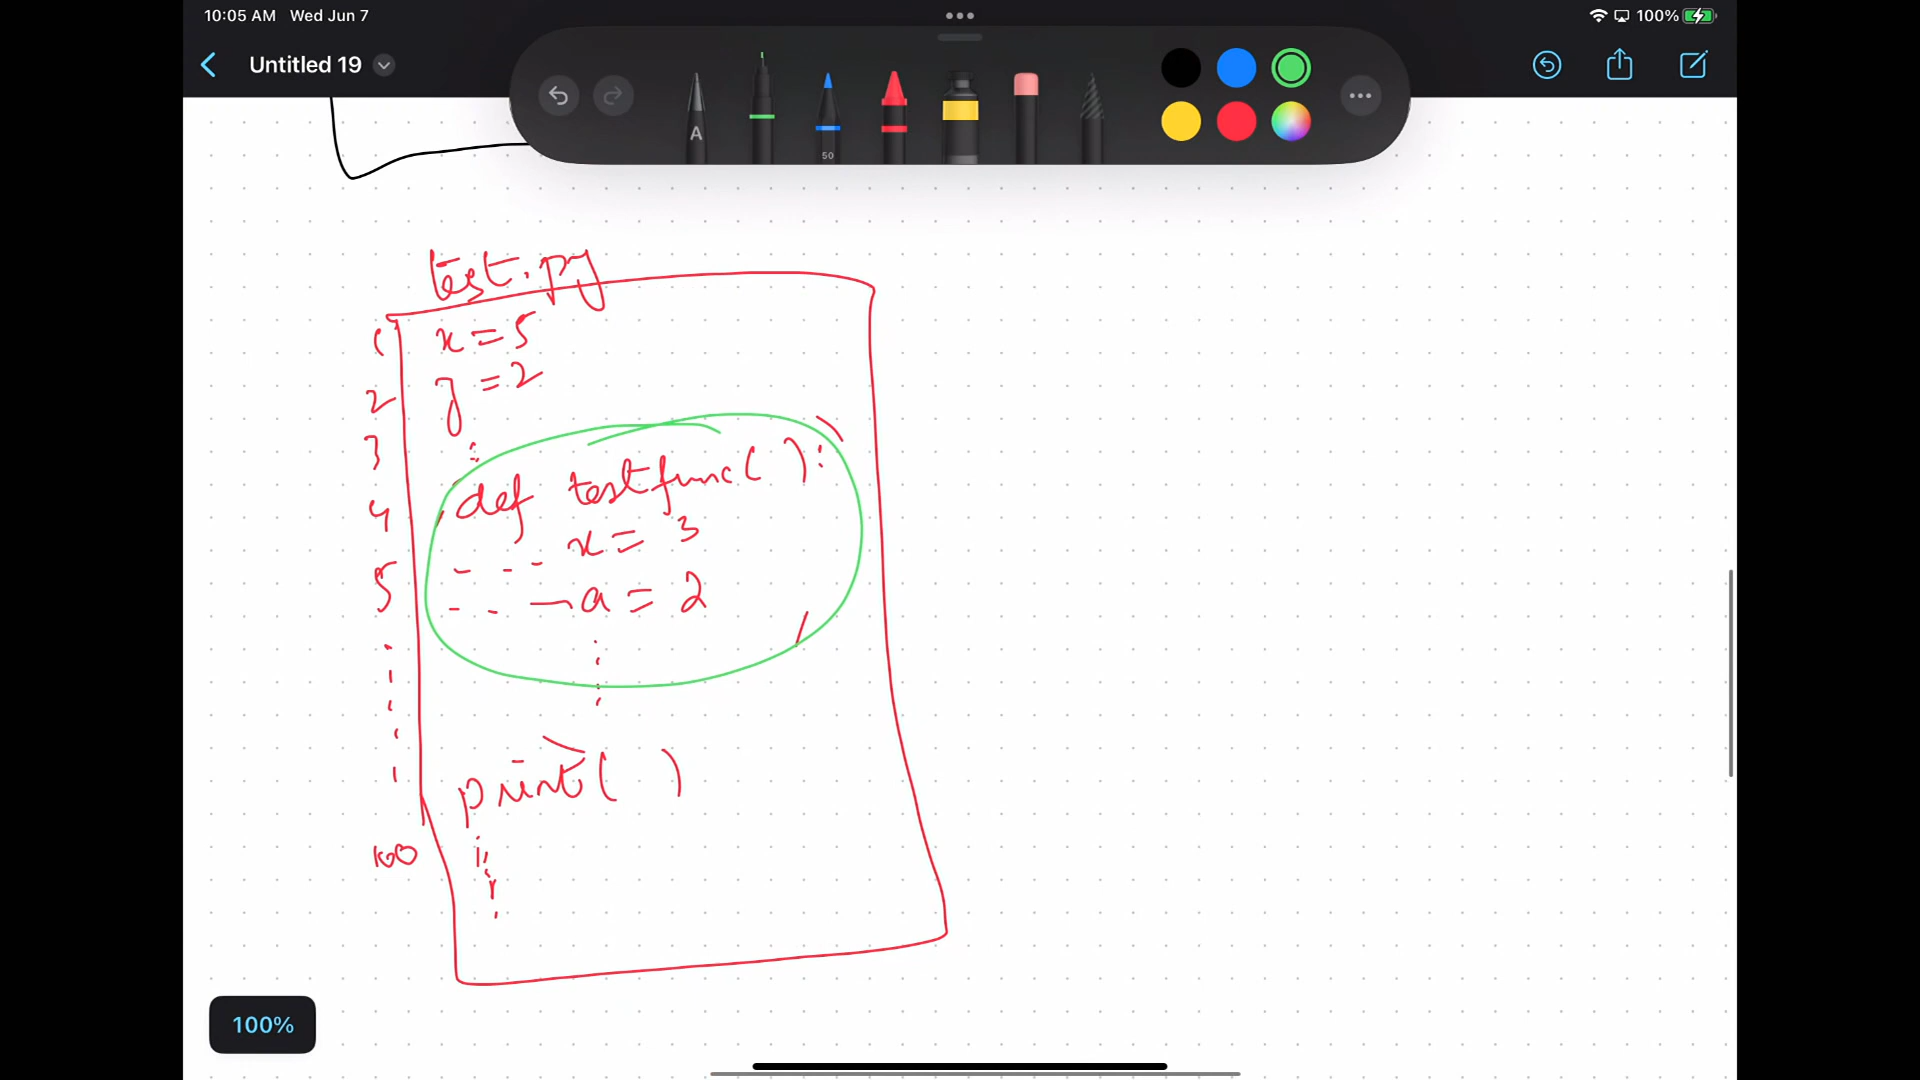 10:05 AM Wed Jun 7
100%
Untitled 19
A
50
test.py
1 x = 5
2 y = 2
3
def testfunc( ):
4 x = 3
5 a = 2
print( )
100
100%